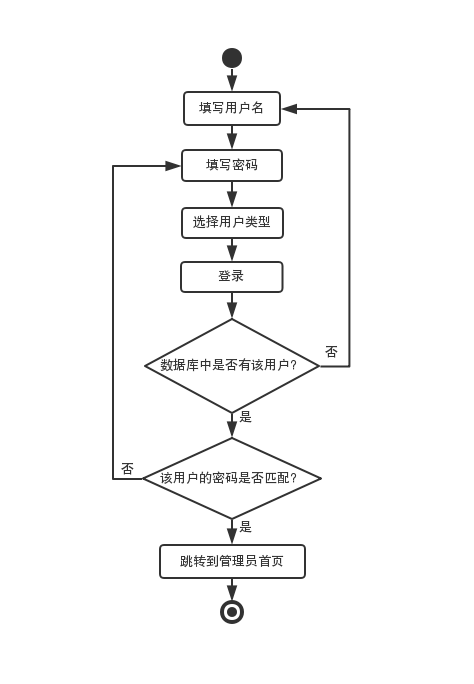 填写用户名
填写密码
选择用户类型
登录
数据库中是否有该用户?
否
是
该用户的密码是否匹配?
否
是
跳转到管理员首页